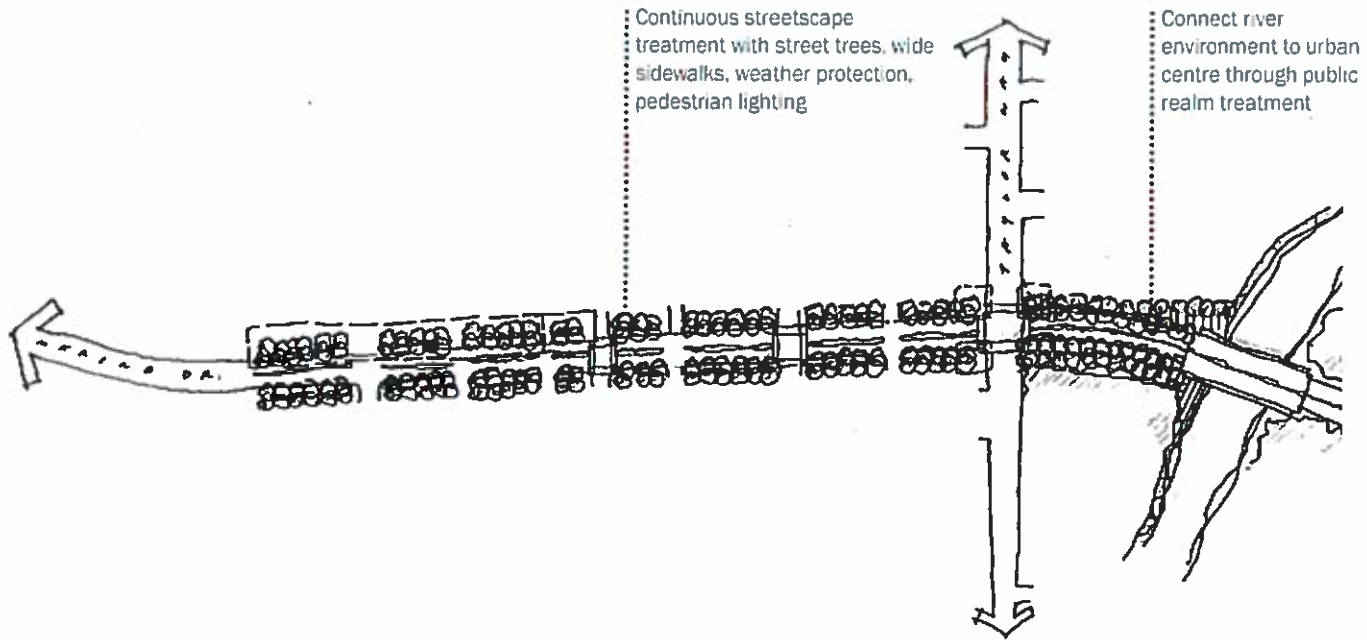 Continuous streetscape
treatment with street trees, wide
sidewalks, weather protection,
pedestrian lighting
Connect river
environment to urban
centre through public
realm treatment
DR.